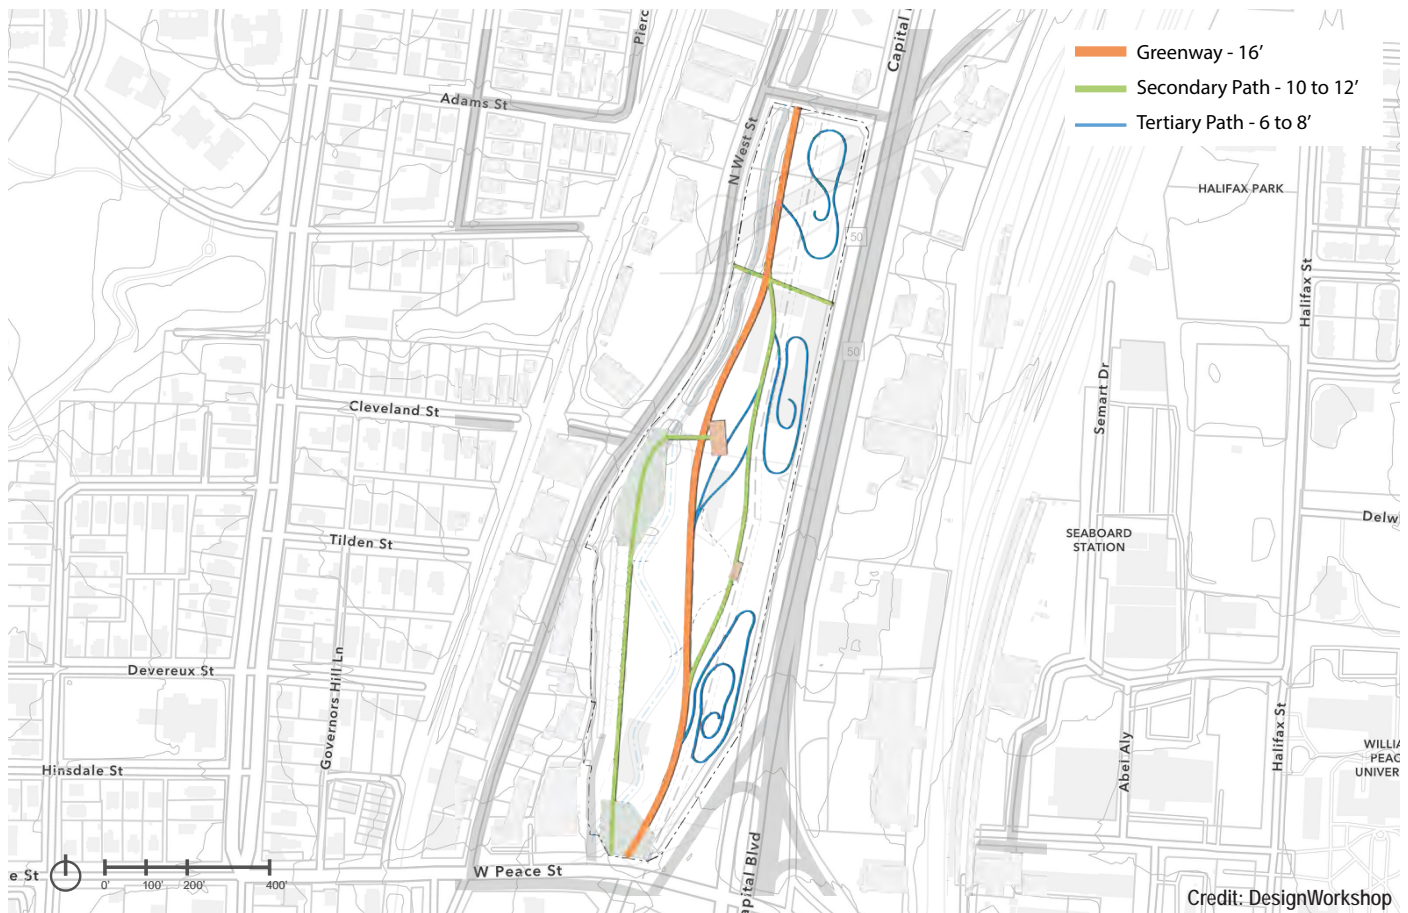 Pierc
Capital
Greenway - 16’
Secondary Path - 10 to 12’
Tertiary Path - 6 to 8’
Adams St
N West St
HALIFAX PARK
50
Halifax St
50
Cleveland St
Semart Dr
Delw
SEABOARD
STATION
Tilden St
Devereux St
Governors Hill Ln
Halifax St
Abel Aly
WILLIA
PEAC
UNIVER
Hinsdale St
apital Blvd
W Peace St
e St
0’ 100’ 200’ 400’
Credit: DesignWorkshop